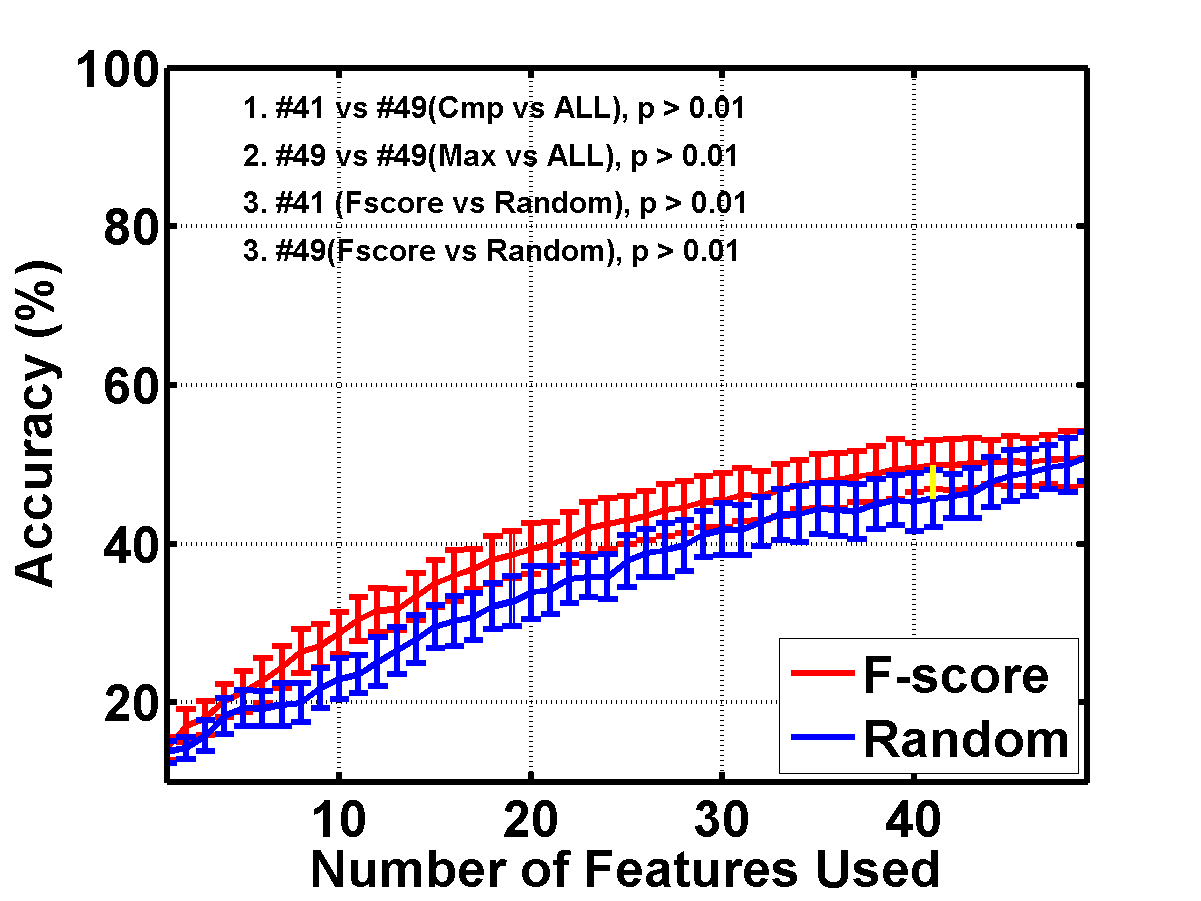 100
1. #41 vs #49(Cmp vs ALL), p > 0.01
2. #49 vs #49(Max vs ALL), p > 0.01
3. #41 (Fscore vs Random), p > 0.01
3. #49(Fscore vs Random), p > 0.01
80
60
40
20
Accuracy (%)
F-score
Random
10 20 30 40
Number of Features Used